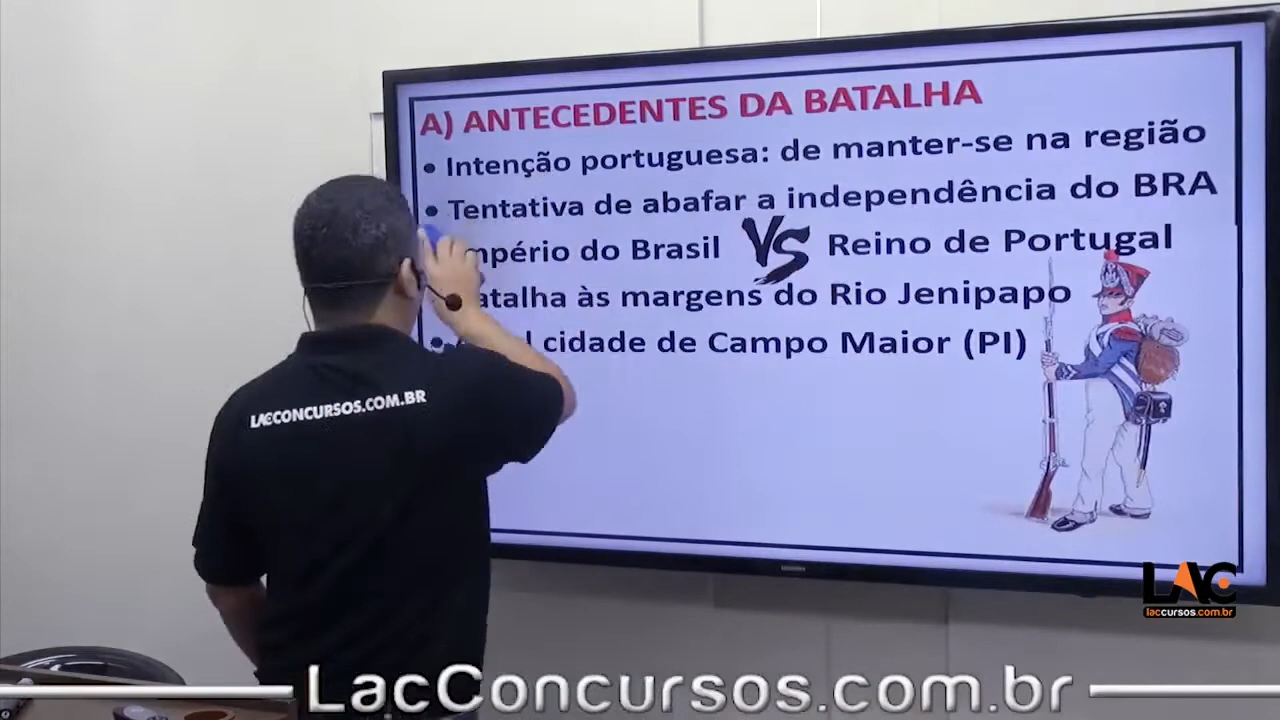 A) ANTECEDENTES DA BATALHA
• Intenção portuguesa: de manter-se na região
• Tentativa de abafar a independência do BRA
do Brasil VS Reino de Portugal
às margens do Rio Jenipapo
• cidade de Campo Maior (PI)
LACCONCURSOS.COM.BR
LAC
laccursos.com.br
LacConcursos.com.br